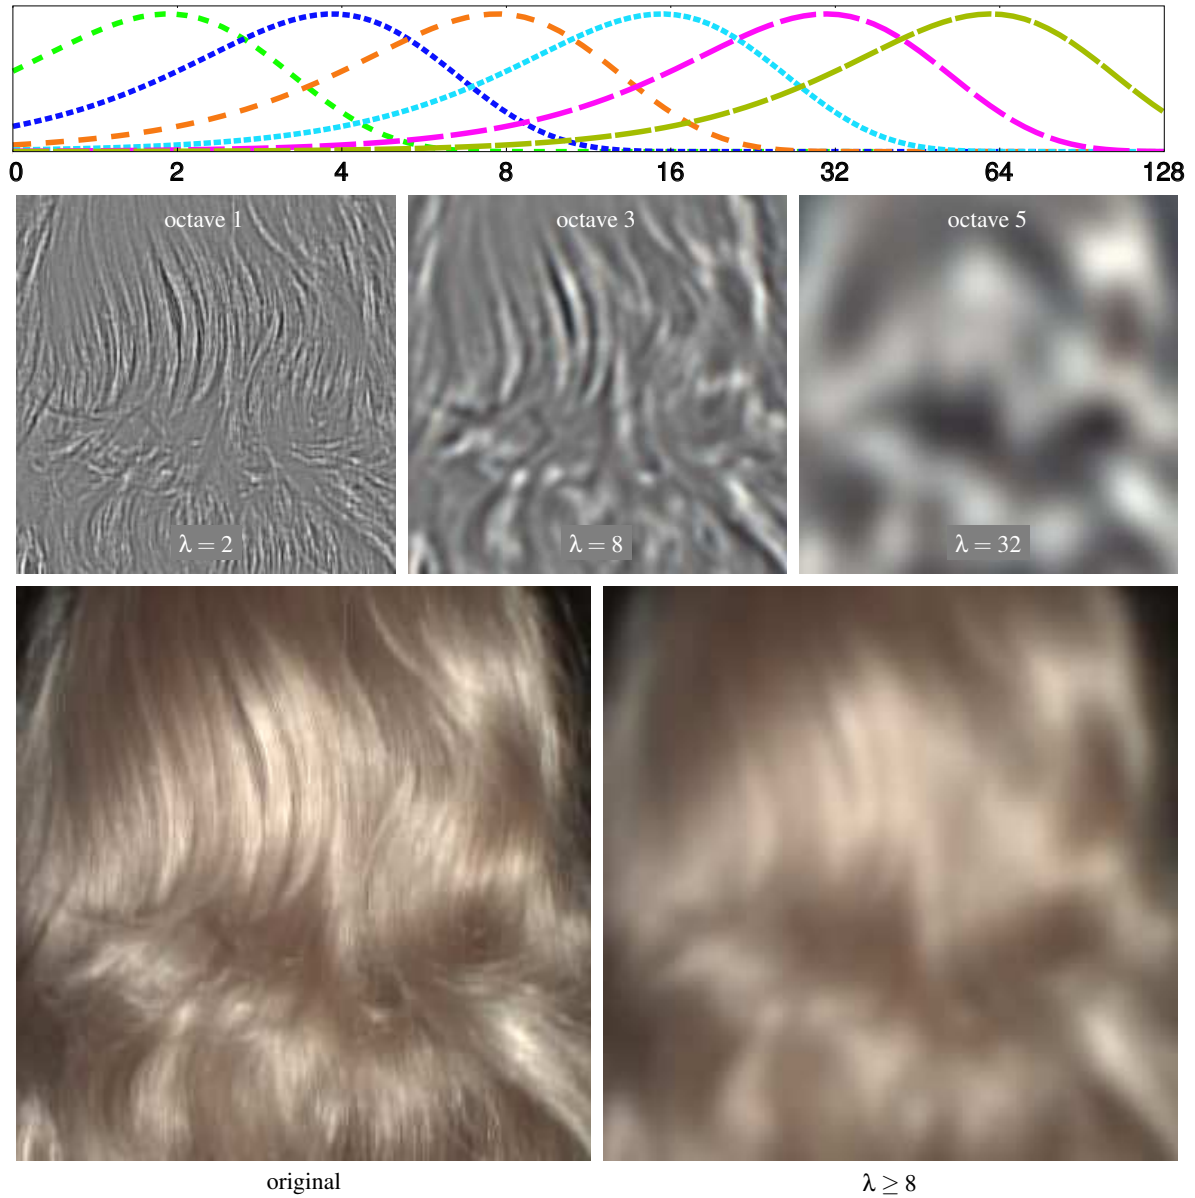 0 2 4 8 16 32 64 128
octave 1 octave 3 octave 5
λ = 2 λ = 8 λ = 32
original λ ≥ 8